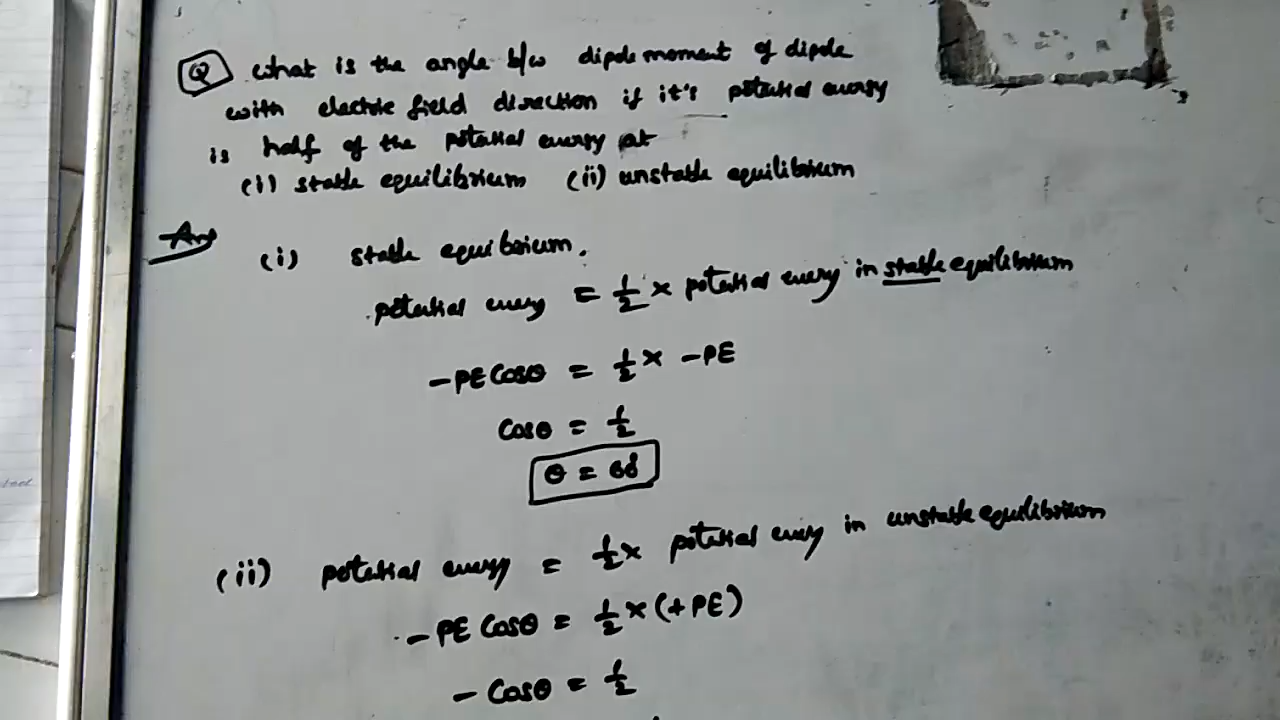 Q what is the angle b/w dipole moment of dipole
with electric field direction if it's potential energy
is half of the potential energy at
(i) stable equilibrium (ii) unstable equilibrium
Ans
(i) stable equibrium.
potential energy = 1/2 × potential energy in stable equilibrium
-PE Cosθ = 1/2 × -PE
Cosθ = 1/2
θ = 60°
(ii) potential energy = 1/2 × potential energy in unstable equilibrium
-PE Cosθ = 1/2 × (+PE)
- Cosθ = 1/2